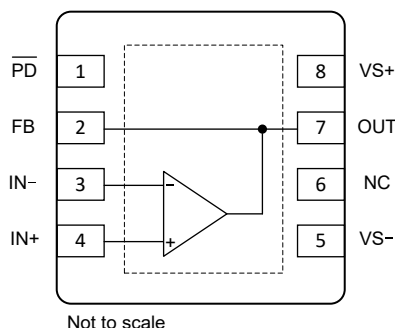 PD 1 8 VS+
FB 2 7 OUT
IN− 3 − 6 NC
IN+ 4 + 5 VS−
Not to scale